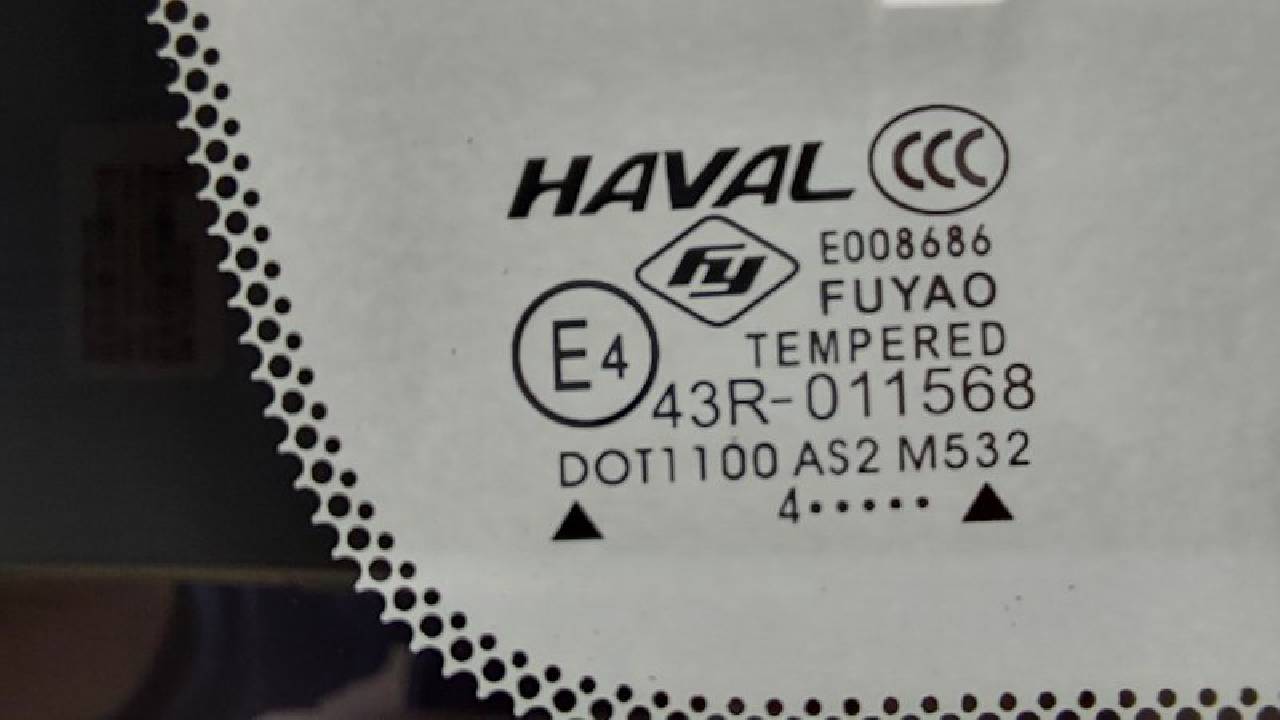 HAVAL CCC
fy E008686
FUYAO
TEMPERED
E4 43R-011568
DOT1100 AS2 M532
4•••••